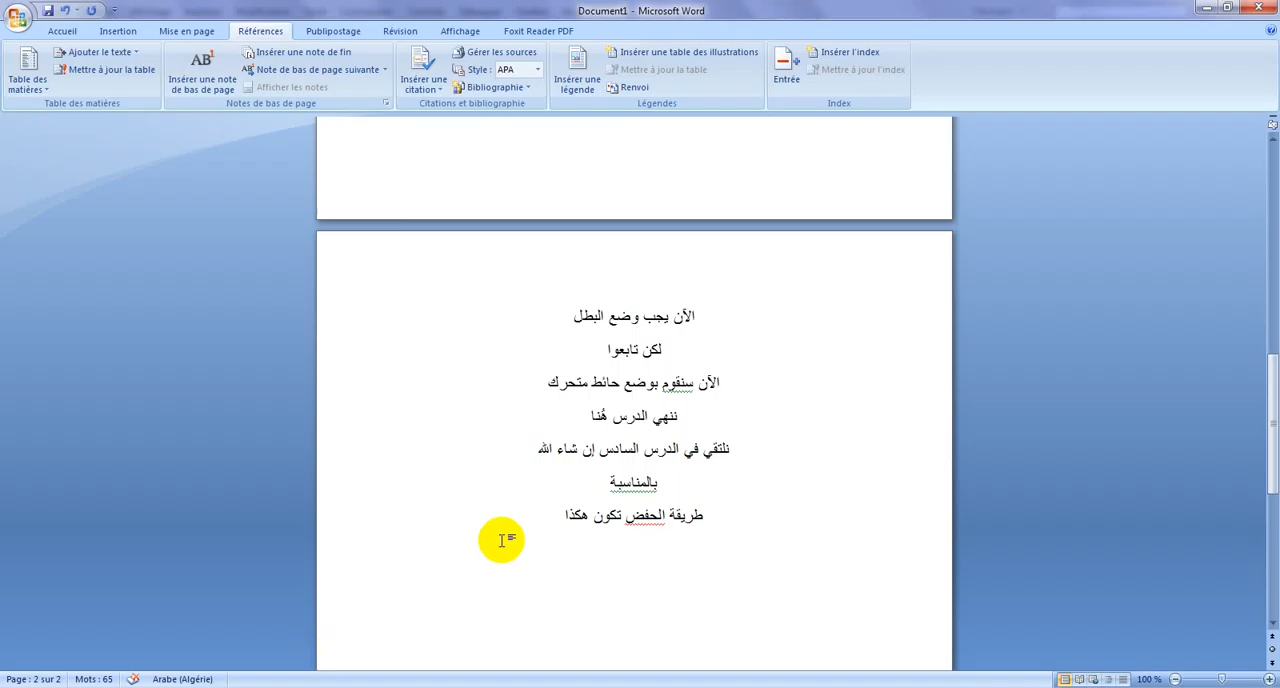 Document1 - Microsoft Word
Accueil Insertion Mise en page Références Publipostage Révision Affichage Foxit Reader PDF
Table des matières
Ajouter le texte
Mettre à jour la table
Table des matières
AB¹
Insérer une note de bas de page
Insérer une note de fin
Note de bas de page suivante
Afficher les notes
Notes de bas de page
Insérer une citation
Gérer les sources
Style : APA
Bibliographie
Citations et bibliographie
Insérer une légende
Insérer une table des illustrations
Mettre à jour la table
Renvoi
Légendes
Entrée
Insérer l'index
Mettre à jour l'index
Index
الآن يجب وضع البطل
لكن تابعوا
الآن سنقوم بوضع حائط متحرك
ننهي الدرس هُنا
نلتقي في الدرس السادس إن شاء الله
بالمناسبة
طريقة الحفض تكون هكذا
Page : 2 sur 2 Mots : 65 Arabe (Algérie) 100 %